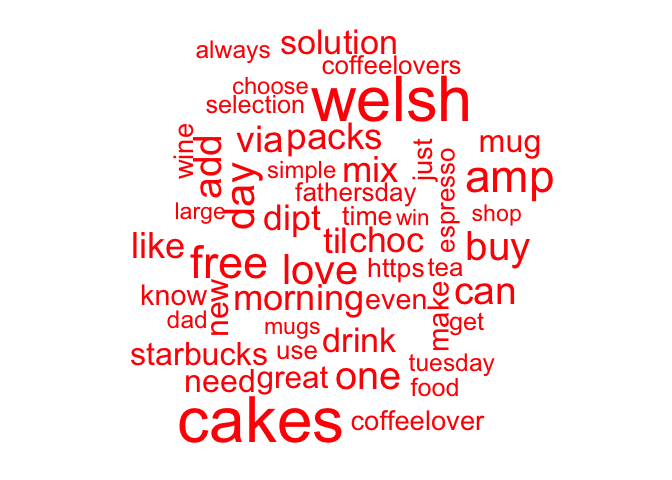 always
solution
coffeelovers
choose
selection
welsh
wine
add
via
packs
just
mug
day
simple
mix
espresso
amp
fathersday
large
dipt
time
win
shop
like
til
choc
buy
free
love
https
tea
know
new
morning
even
make
can
dad
mugs
get
starbucks
use
drink
tuesday
need
great
one
food
cakes
coffeelover